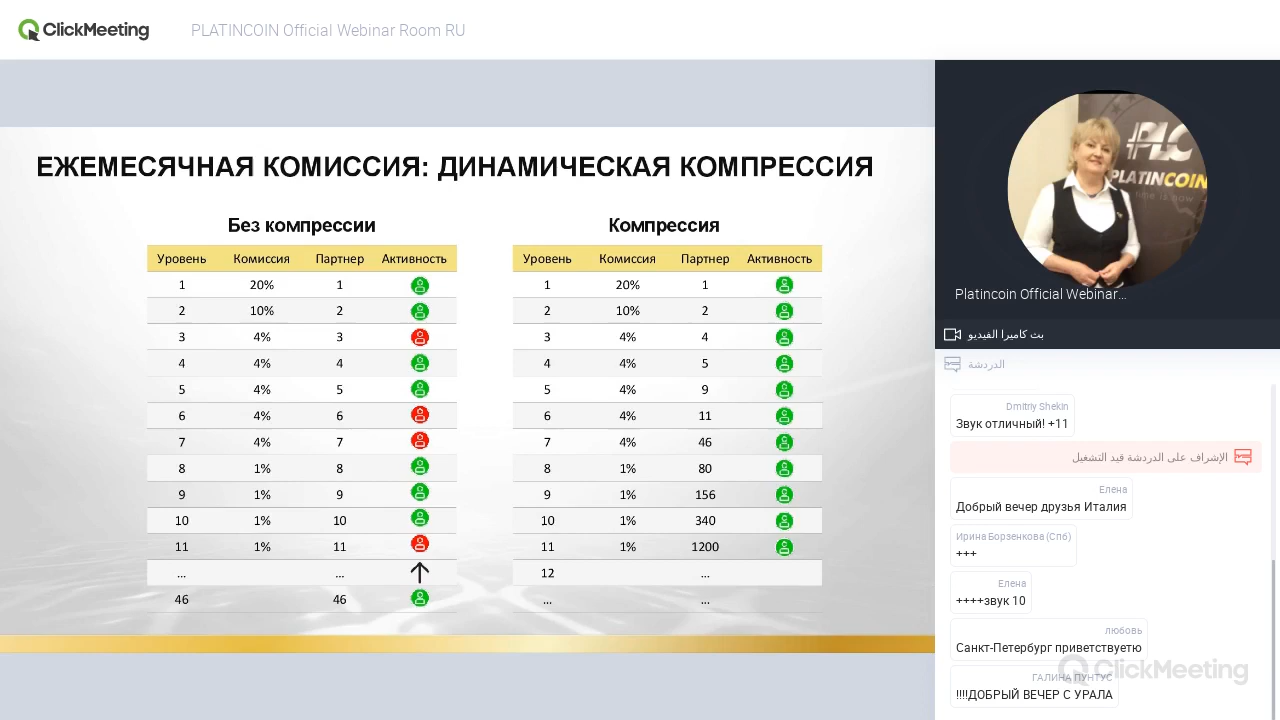 ClickMeeting
PLATINCOIN Official Webinar Room RU
ЕЖЕМЕСЯЧНАЯ КОМИССИЯ: ДИНАМИЧЕСКАЯ КОМПРЕССИЯ
Без компрессии
Уровень Комиссия Партнер Активность
1 20% 1
2 10% 2
3 4% 3
4 4% 4
5 4% 5
6 4% 6
7 4% 7
8 1% 8
9 1% 9
10 1% 10
11 1% 11
... ...
46 46
Компрессия
Уровень Комиссия Партнер Активность
1 20% 1
2 10% 2
3 4% 4
4 4% 5
5 4% 9
6 4% 11
7 4% 46
8 1% 80
9 1% 156
10 1% 340
11 1% 1200
12 ...
... ...
PLC
PLATINCOIN
time is now
Platincoin Official Webinar...
بث كاميرا الفيديو
الدردشة
Dmitriy Shekin
Звук отличный! +11
الإشراف على الدردشة قيد التشغيل
Елена
Добрый вечер друзья Италия
Ирина Борзенкова (Спб)
+++
Елена
++++звук 10
любовь
Санкт-Петербург приветствуетю
ClickMeeting
ГАЛИНА ПУНТУС
!!!!ДОБРЫЙ ВЕЧЕР С УРАЛА